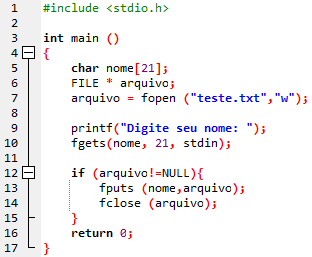 1 #include <stdio.h>
2
3 int main ()
4 {
5 char nome[21];
6 FILE * arquivo;
7 arquivo = fopen ("teste.txt","w");
8
9 printf("Digite seu nome: ");
10 fgets(nome, 21, stdin);
11
12 if (arquivo!=NULL){
13 fputs (nome,arquivo);
14 fclose (arquivo);
15 }
16 return 0;
17 }